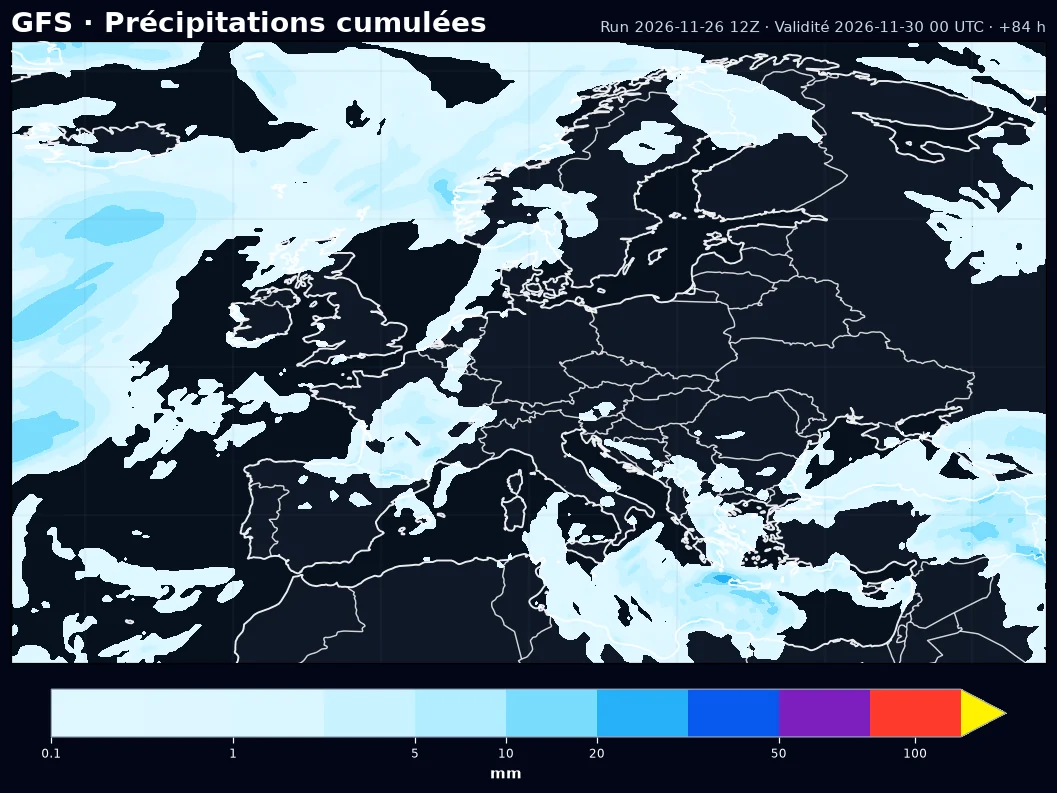 GFS · Précipitations cumulées
Run 2026-11-26 12Z · Validité 2026-11-30 00 UTC · +84 h
0.1 1 5 10 20 50 100
mm